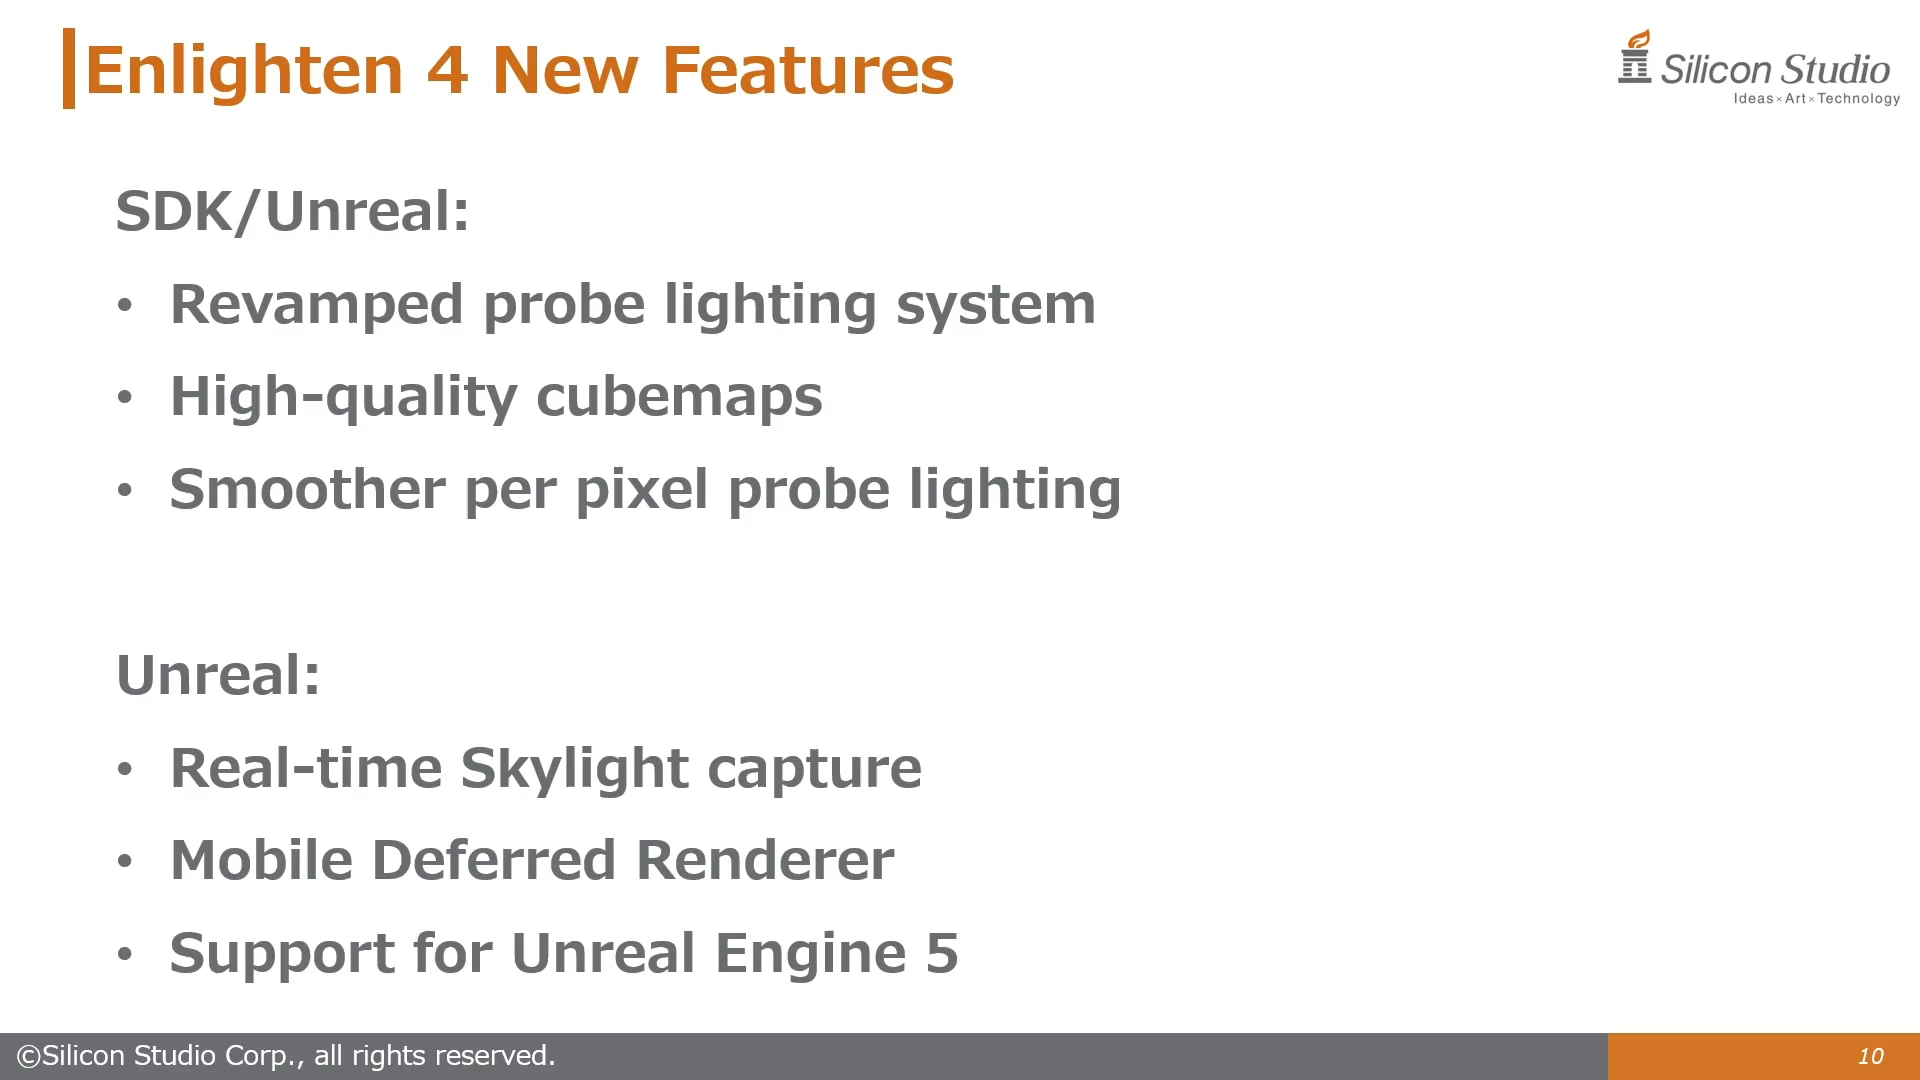 Enlighten 4 New Features
Silicon Studio
Ideas×Art×Technology
SDK/Unreal:
• Revamped probe lighting system
• High-quality cubemaps
• Smoother per pixel probe lighting
Unreal:
• Real-time Skylight capture
• Mobile Deferred Renderer
• Support for Unreal Engine 5
©Silicon Studio Corp., all rights reserved.
10